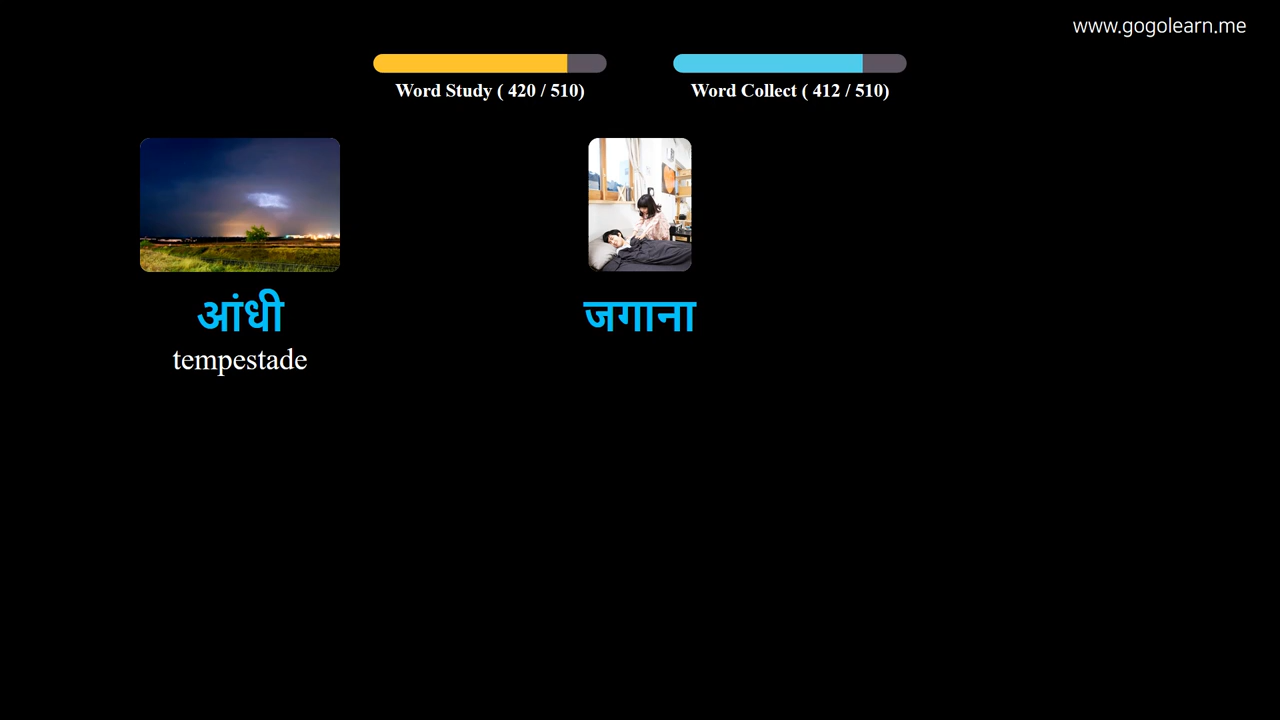 www.gogolearn.me
Word Study ( 420 / 510)
Word Collect ( 412 / 510)
आंधी
tempestade
जगाना